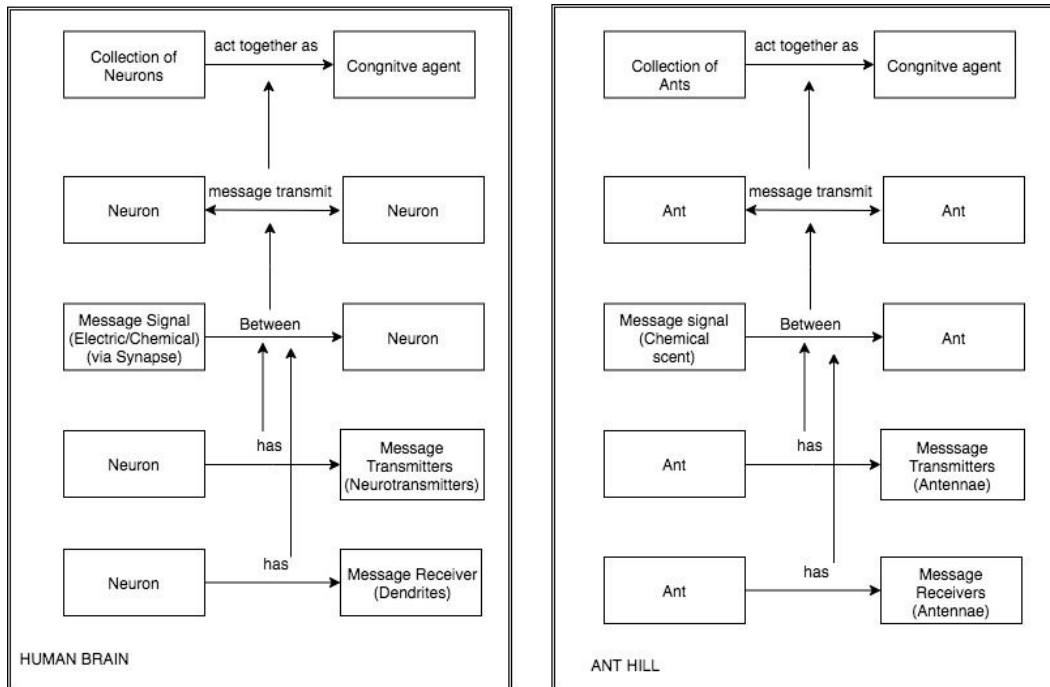 act together as
Collection of
Neurons
Congnitve agent
message transmit
Neuron
Neuron
Message Signal
(Electric/Chemical)
(via Synapse)
Between
Neuron
has
Neuron
Message
Transmitters
(Neurotransmitters)
has
Neuron
Message Receiver
(Dendrites)
HUMAN BRAIN
act together as
Collection of
Ants
Congnitve agent
message transmit
Ant
Ant
Message signal
(Chemical
scent)
Between
Ant
has
Ant
Messsage
Transmitters
(Antennae)
has
Ant
Message
Receivers
(Antennae)
ANT HILL